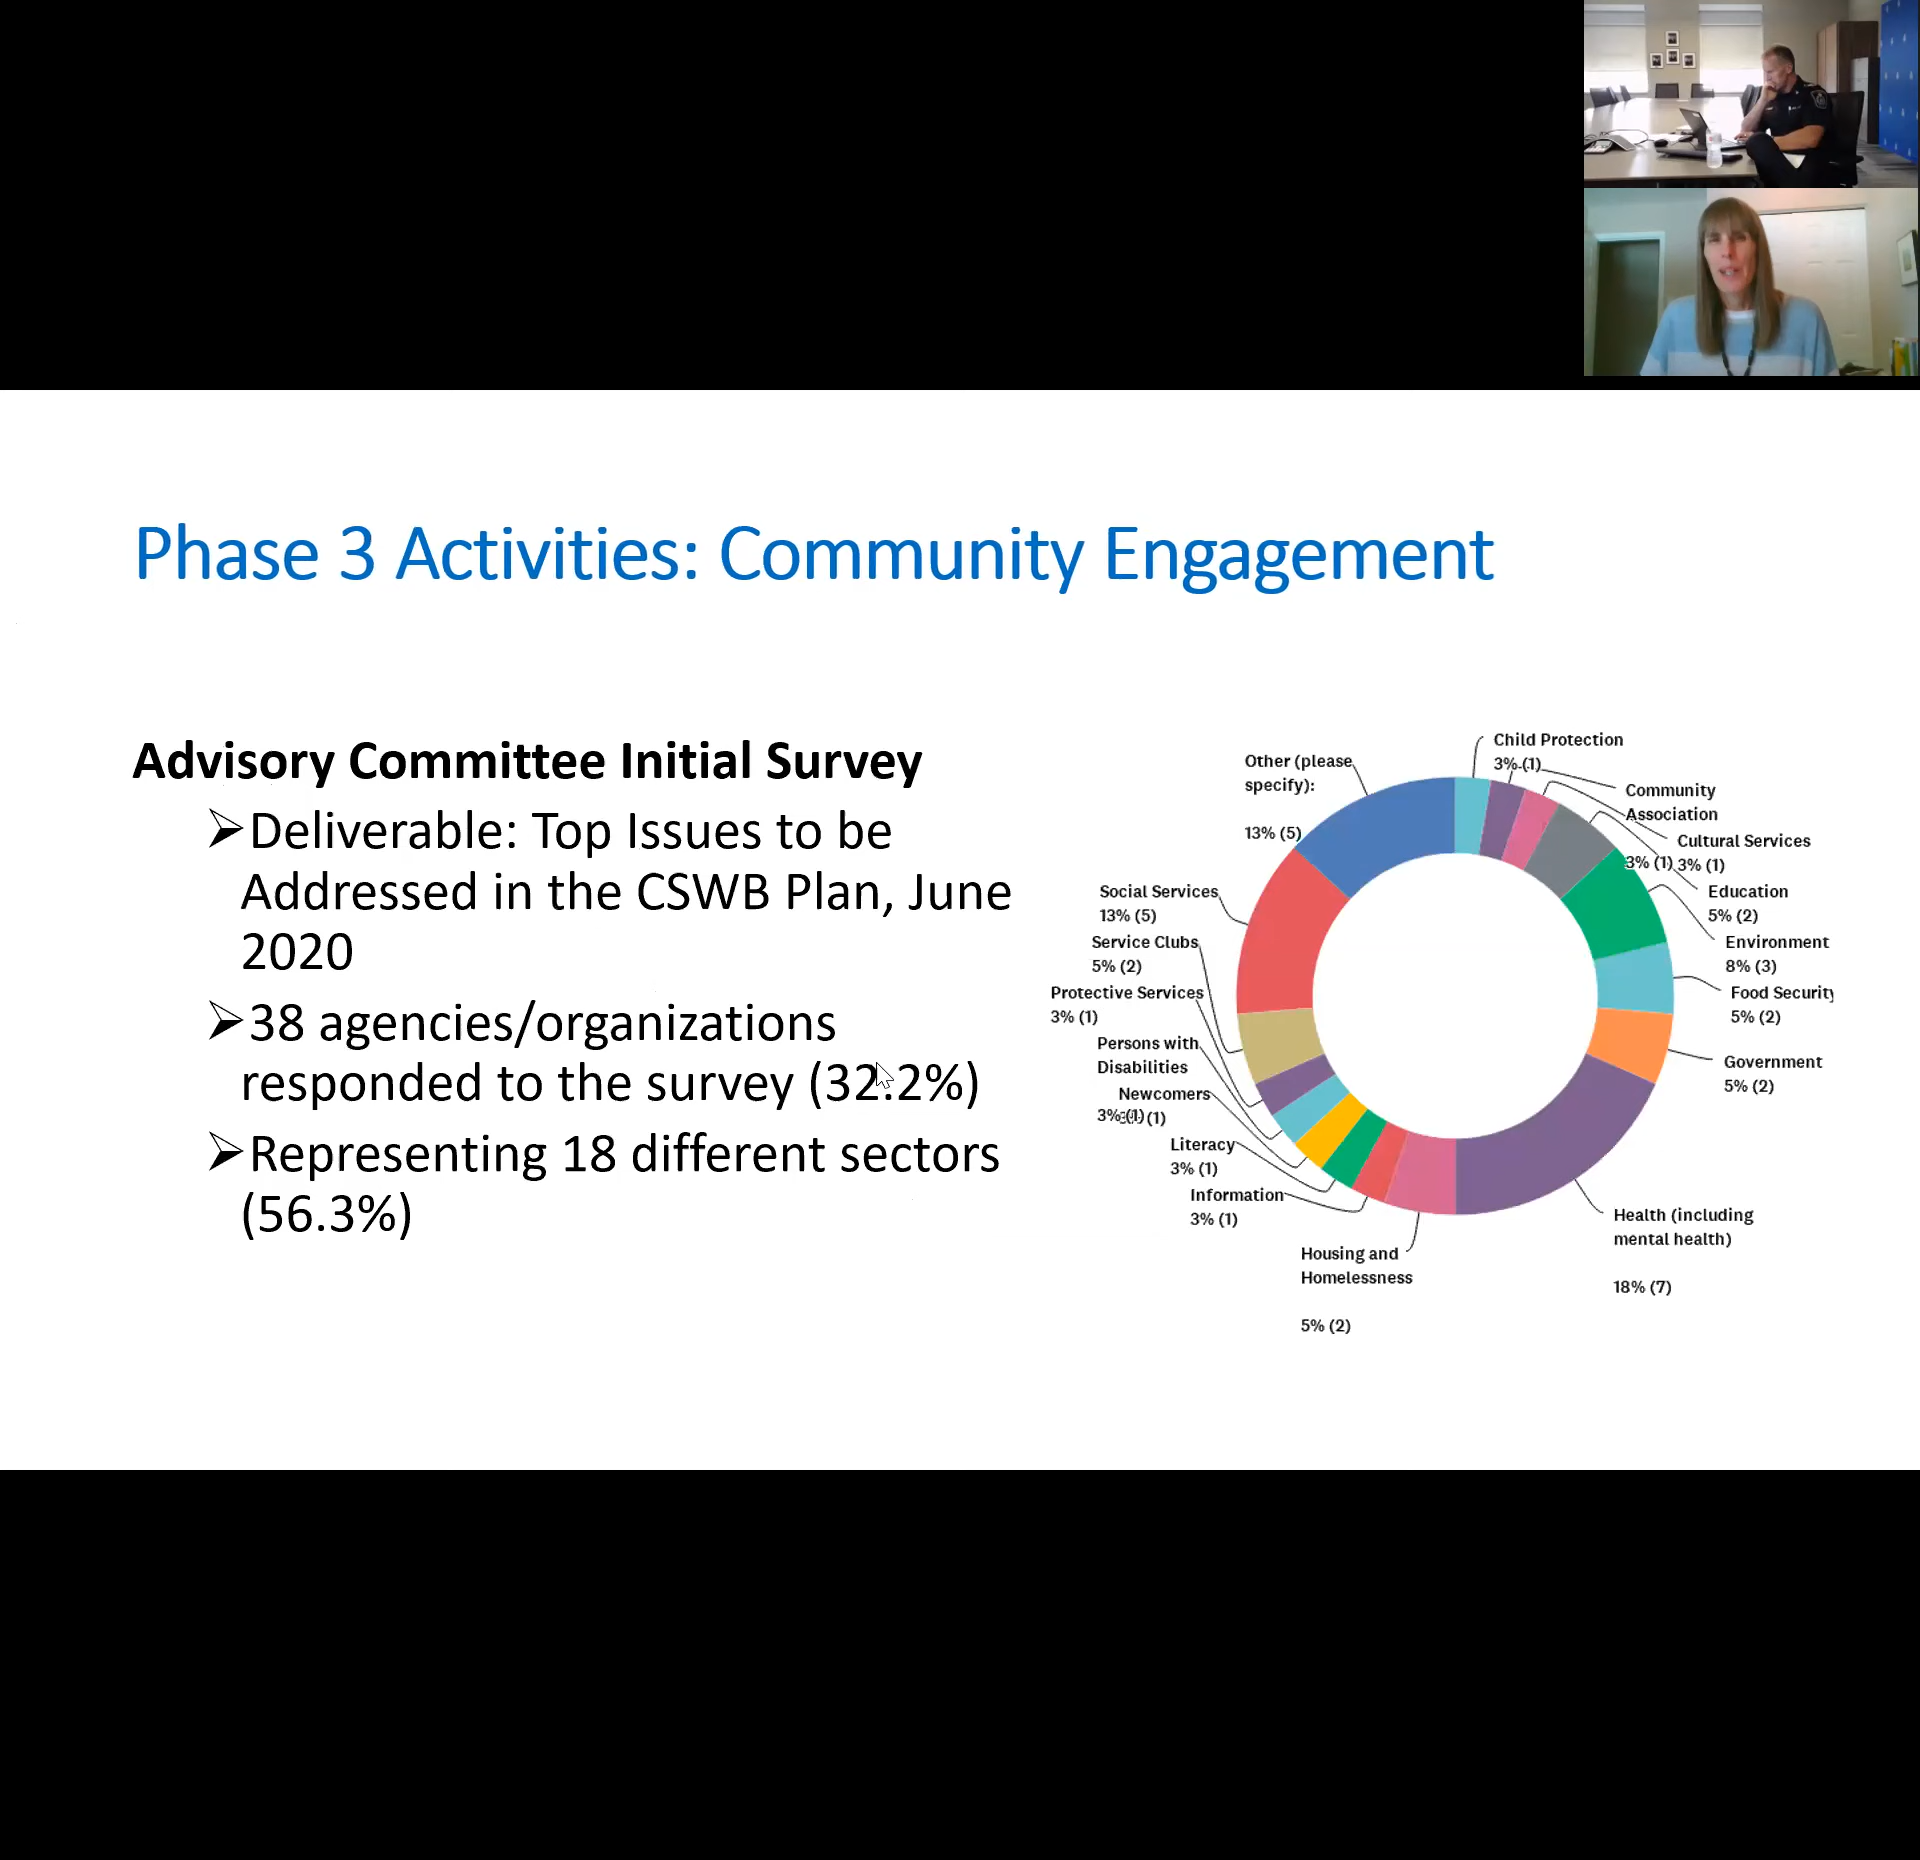 Phase 3 Activities: Community Engagement
Advisory Committee Initial Survey
➢Deliverable: Top Issues to be
Addressed in the CSWB Plan, June
2020
➢38 agencies/organizations
responded to the survey (32.2%)
➢Representing 18 different sectors
(56.3%)
Other (please
specify):
13% (5)
Social Services
13% (5)
Service Clubs
5% (2)
Protective Services
3% (1)
Persons with
Disabilities
3% (1)
Newcomers
(1)
Literacy
3% (1)
Information
3% (1)
Housing and
Homelessness
5% (2)
Child Protection
3% (1)
Community
Association
3% (1)
Cultural Services
3% (1)
Education
5% (2)
Environment
8% (3)
Food Security
5% (2)
Government
5% (2)
Health (including
mental health)
18% (7)